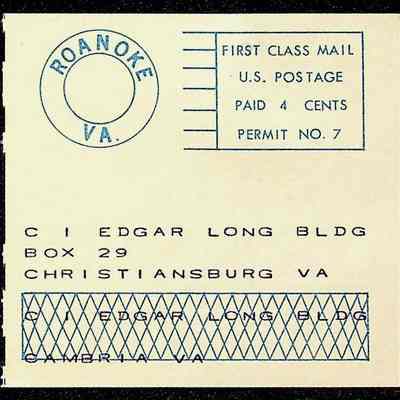 ROANOKE
VA.
FIRST CLASS MAIL
U.S. POSTAGE
PAID 4 CENTS
PERMIT NO. 7
C I EDGAR LONG BLDG
BOX 29
CHRISTIANSBURG VA
C I EDGAR LONG BLDG
CAMBRIA VA